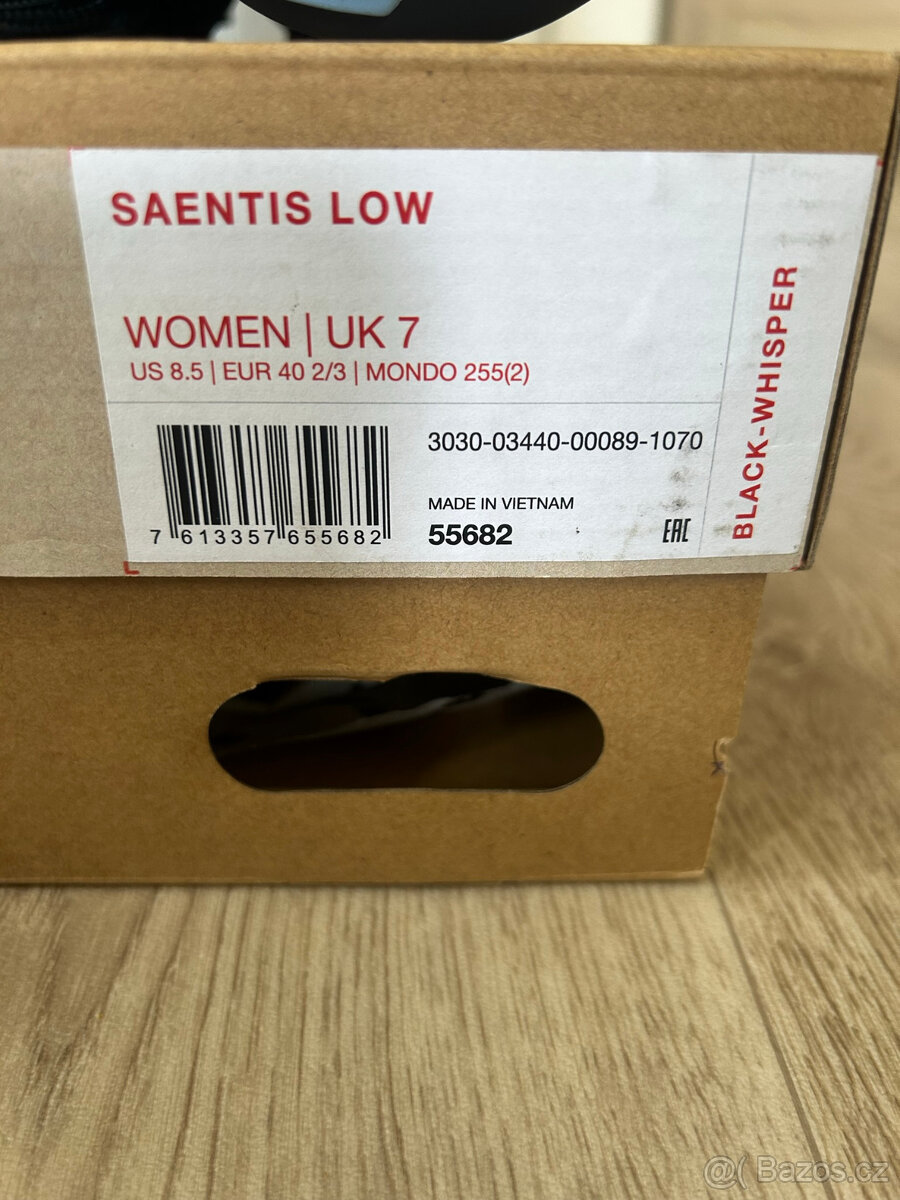 SAENTIS LOW
WOMEN | UK 7
US 8.5 | EUR 40 2/3 | MONDO 255(2)
7 613357 655682
3030-03440-00089-1070
MADE IN VIETNAM
55682
EAC
BLACK-WHISPER
@( Bazos.cz